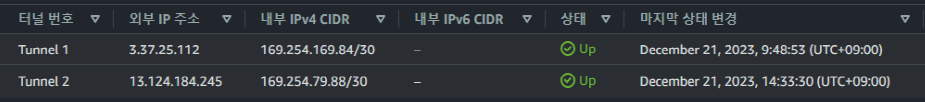 터널 번호 외부 IP 주소 내부 IPv4 CIDR 내부 IPv6 CIDR 상태 마지막 상태 변경
Tunnel 1 3.37.25.112 169.254.169.84/30 – Up December 21, 2023, 9:48:53 (UTC+09:00)
Tunnel 2 13.124.184.245 169.254.79.88/30 – Up December 21, 2023, 14:33:30 (UTC+09:00)